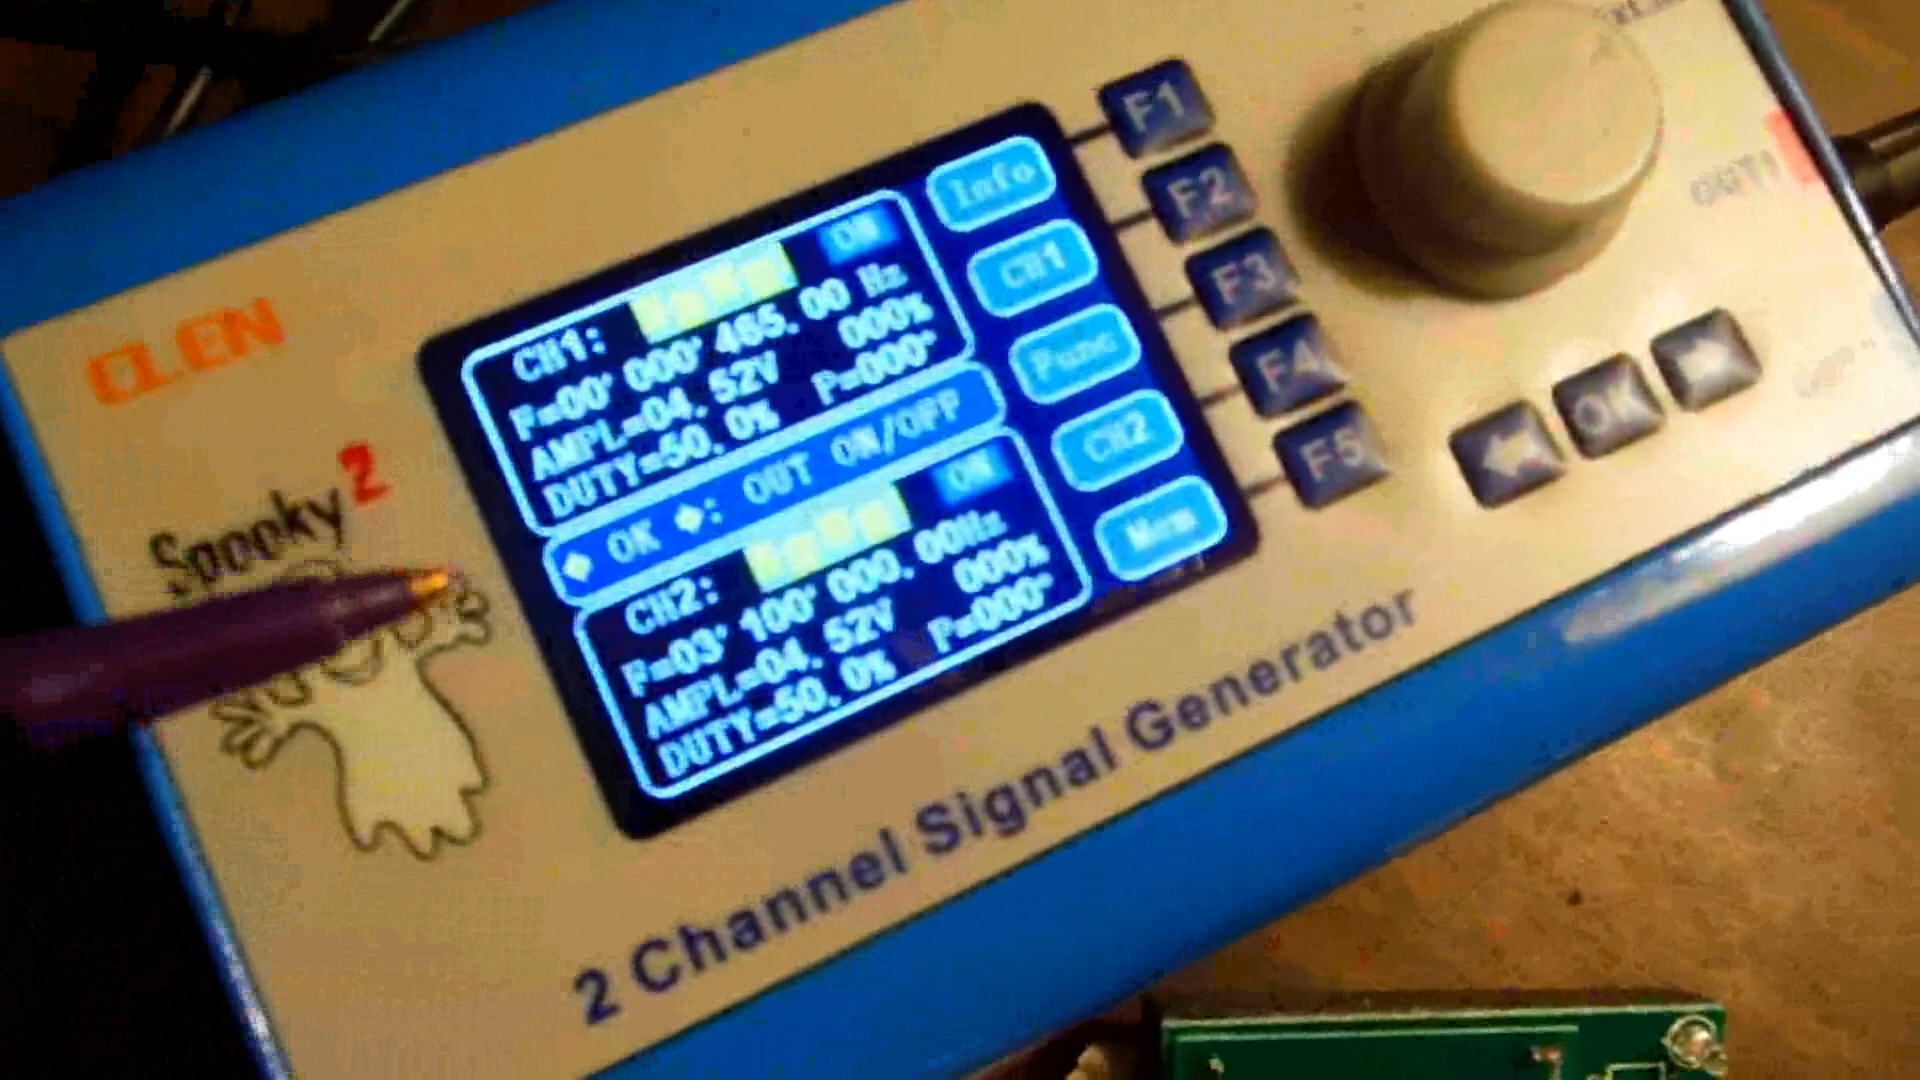 CLEN
Spooky2
CH1: ON
F=00'000'465.00 Hz
AMPL=04.52V 000%
DUTY=50.0% P=000°
OK : OUT ON/OFF
CH2: ON
F=03'100'000.00Hz
AMPL=04.52V 000%
DUTY=50.0% P=000°
Info
CH1
Func
CH2
Mem
F1
F2
F3
F4
F5
OK
OUT1
2 Channel Signal Generator